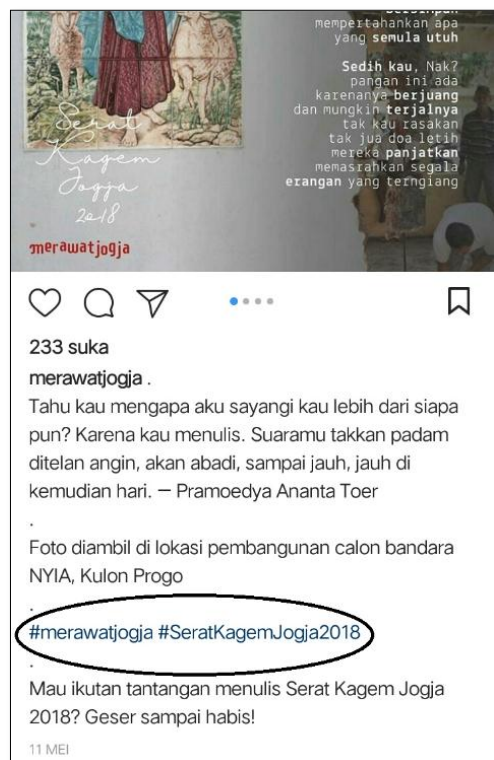 mempertahankan apa
yang semula utuh
Sedih kau, Nak?
pangan ini ada
karenanya berjuang
dan mungkin terjalnya
tak kau rasakan
tak jua doa letih
mereka panjatkan
memasrahkan segala
erangan yang terngiang
Serat
Kagem
Jogja
2018
merawatjogja
233 suka
merawatjogja .
Tahu kau mengapa aku sayangi kau lebih dari siapa
pun? Karena kau menulis. Suaramu takkan padam
ditelan angin, akan abadi, sampai jauh, jauh di
kemudian hari. — Pramoedya Ananta Toer
.
Foto diambil di lokasi pembangunan calon bandara
NYIA, Kulon Progo
.
#merawatjogja #SeratKagemJogja2018
.
Mau ikutan tantangan menulis Serat Kagem Jogja
2018? Geser sampai habis!
11 MEI